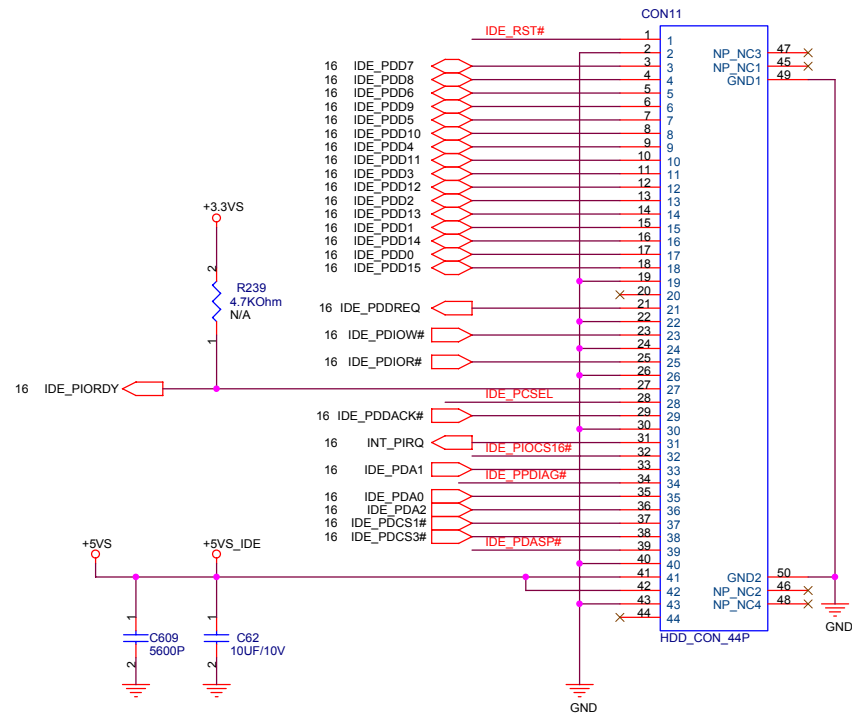 CON11
IDE_RST# 1 1
2 2 NP_NC3 47
16 IDE_PDD7 3 3 NP_NC1 45
16 IDE_PDD8 4 4 GND1 49
16 IDE_PDD6 5 5
16 IDE_PDD9 6 6
16 IDE_PDD5 7 7
16 IDE_PDD10 8 8
16 IDE_PDD4 9 9
16 IDE_PDD11 10 10
16 IDE_PDD3 11 11
16 IDE_PDD12 12 12
16 IDE_PDD2 13 13
16 IDE_PDD13 14 14
16 IDE_PDD1 15 15
16 IDE_PDD14 16 16
16 IDE_PDD0 17 17
16 IDE_PDD15 18 18
19 19
20 20
16 IDE_PDDREQ 21 21
22 22
16 IDE_PDIOW# 23 23
24 24
16 IDE_PDIOR# 25 25
26 26
+3.3VS
2
R239
4.7KOhm
N/A
1
16 IDE_PIORDY 27 27
IDE_PCSEL 28 28
16 IDE_PDDACK# 29 29
30 30
16 INT_PIRQ 31 31
IDE_PIOCS16# 32 32
16 IDE_PDA1 33 33
IDE_PPDIAG# 34 34
16 IDE_PDA0 35 35
16 IDE_PDA2 36 36
16 IDE_PDCS1# 37 37
16 IDE_PDCS3# 38 38
IDE_PDASP# 39 39
40 40
+5VS +5VS_IDE
41 41 GND2 50
42 42 NP_NC2 46
43 43 NP_NC4 48
44 44
GND
HDD_CON_44P
1 1
C609 C62
5600P 10UF/10V
2 2
GND